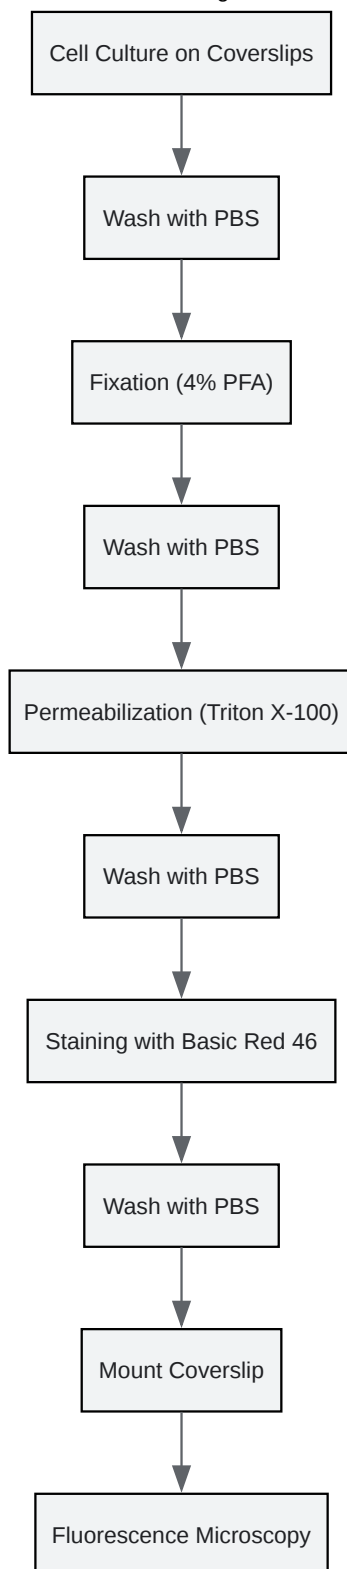 Cell Culture on Coverslips
Wash with PBS
Fixation (4% PFA)
Wash with PBS
Permeabilization (Triton X-100)
Wash with PBS
Staining with Basic Red 46
Wash with PBS
Mount Coverslip
Fluorescence Microscopy